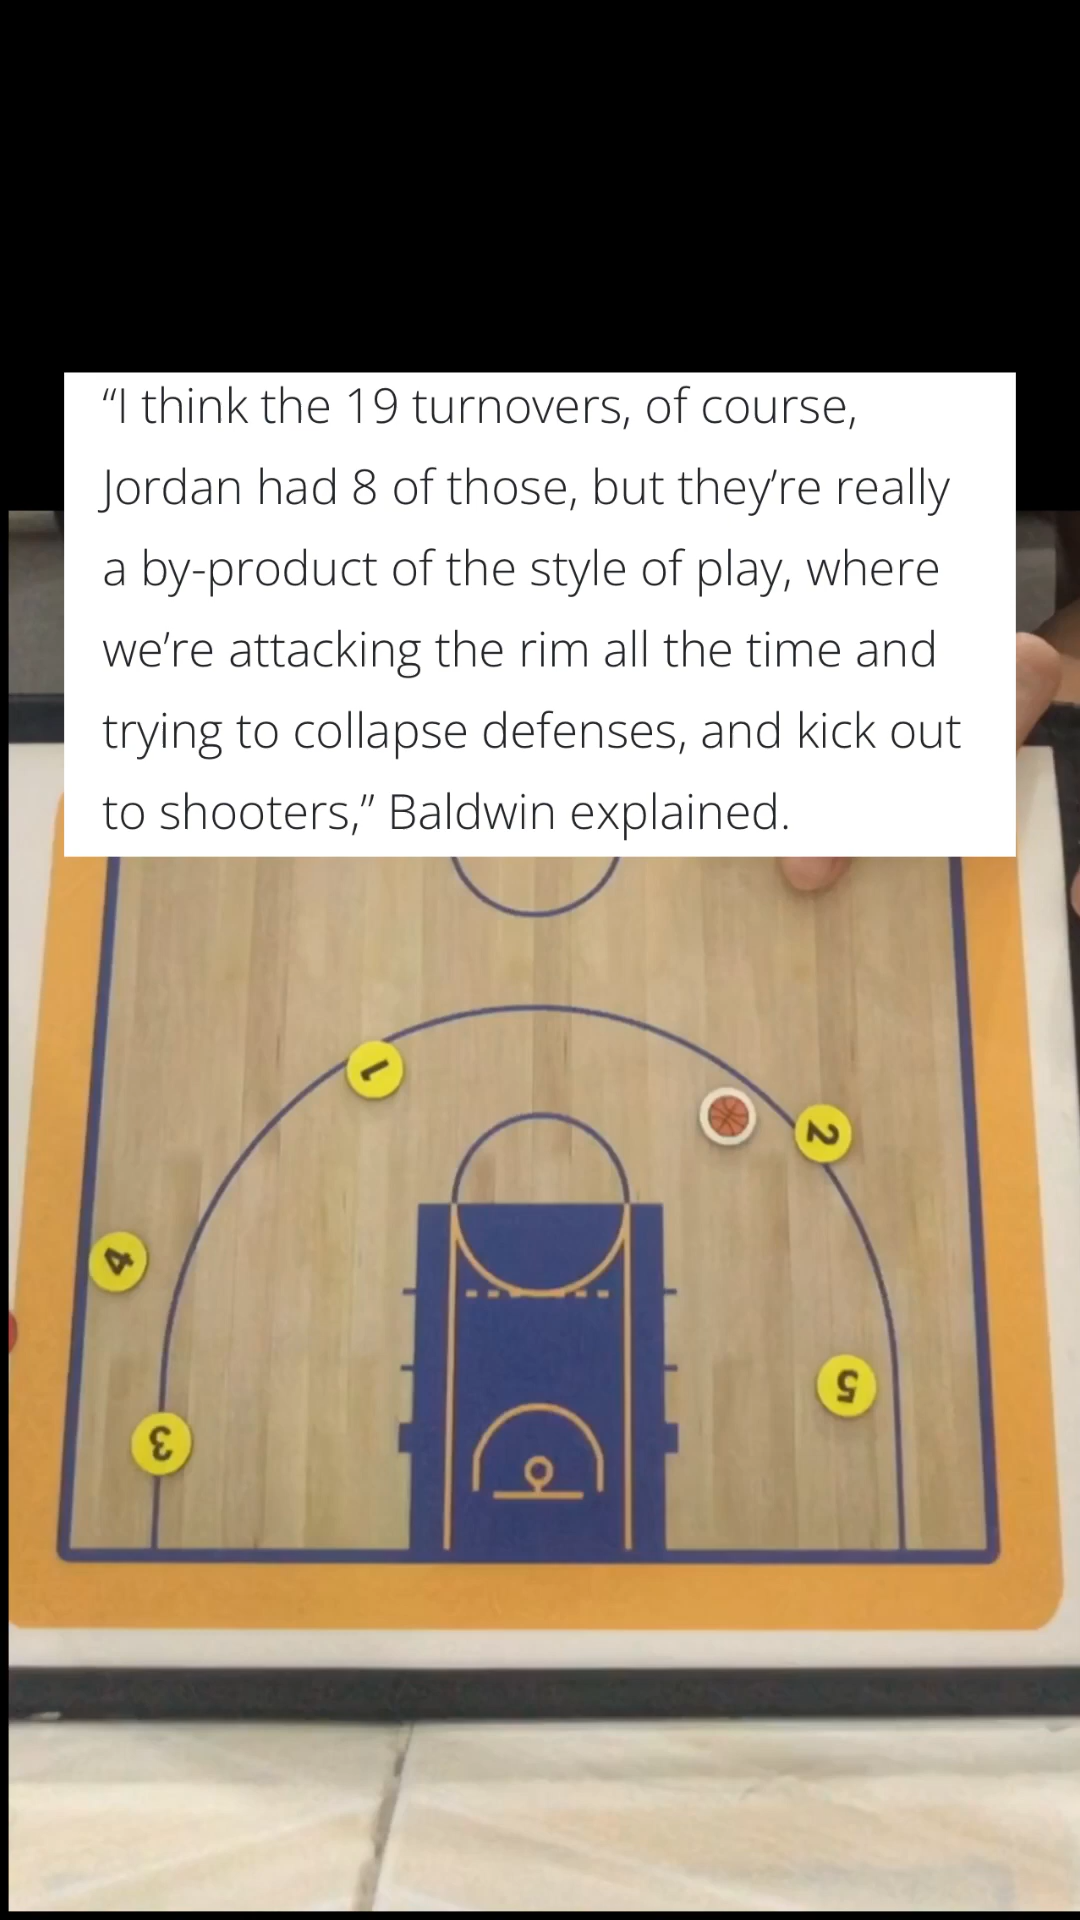 “I think the 19 turnovers, of course,
Jordan had 8 of those, but they’re really
a by-product of the style of play, where
we’re attacking the rim all the time and
trying to collapse defenses, and kick out
to shooters,” Baldwin explained.
1
2
4
5
3